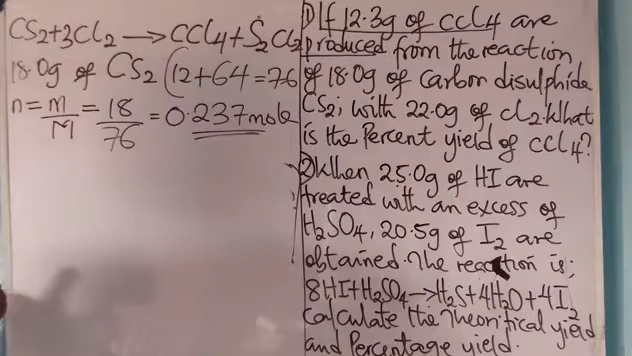 CS₂+3Cl₂ → CCl₄+S₂Cl₂
18.0g of CS₂ (12+64=76
n = m/M = 18/76 = 0.237mole
1) If 12.3g of CCl₄ are
produced from the reaction
of 18.0g of Carbon disulphide
CS₂; with 22.0g of Cl₂. What
is the Percent yield of CCl₄?
2) When 25.0g of HI are
treated with an excess of
H₂SO₄, 20.5g of I₂ are
obtained. The reaction is;
8HI+H₂SO₄→H₂S+4H₂O+4I₂
Calculate the Theoritical yield
and Percentage yield.